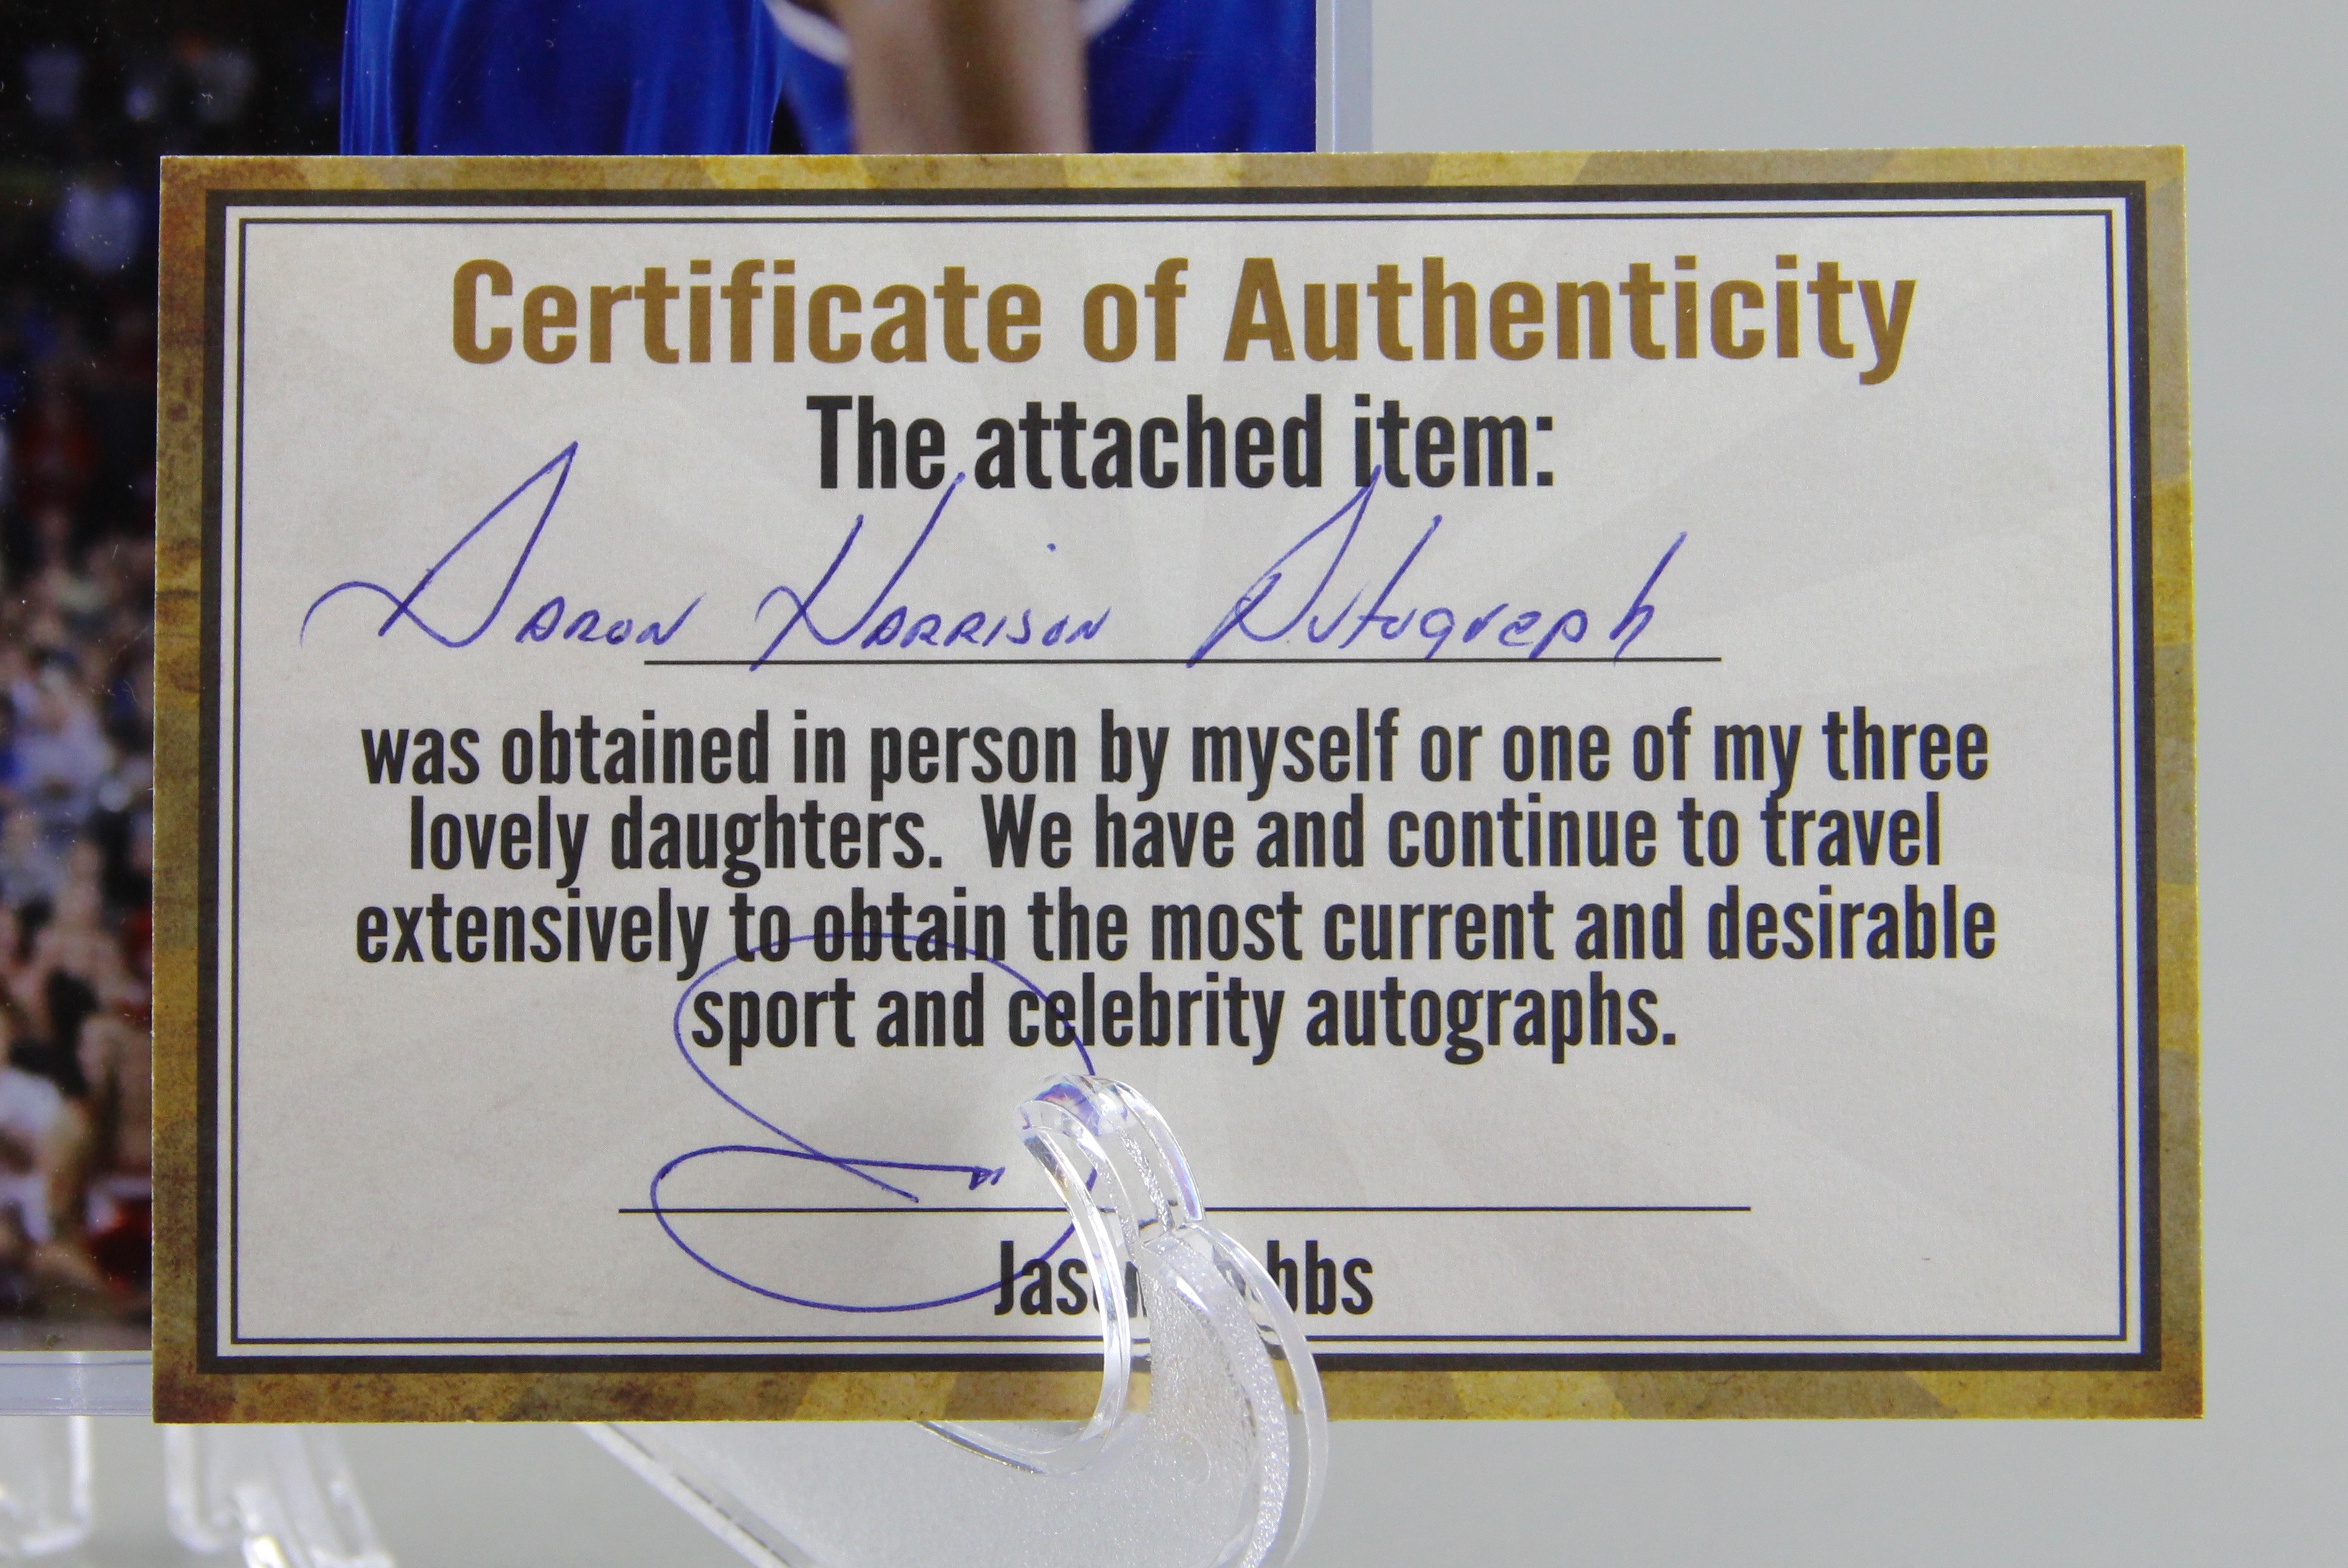 Certificate of Authenticity
The attached item:
Aaron Harrison Autograph
was obtained in person by myself or one of my three
lovely daughters. We have and continue to travel
extensively to obtain the most current and desirable
sport and celebrity autographs.